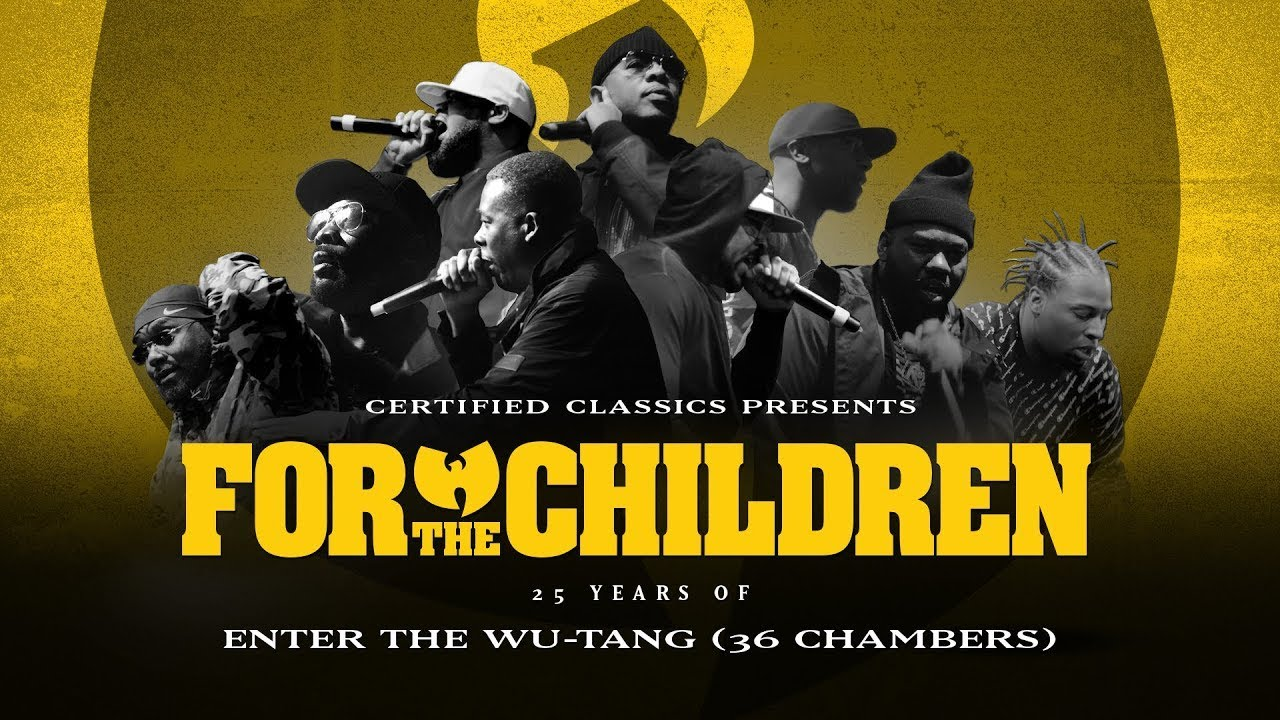 CERTIFIED CLASSICS PRESENTS
FOR THE CHILDREN
25 YEARS OF
ENTER THE WU-TANG (36 CHAMBERS)